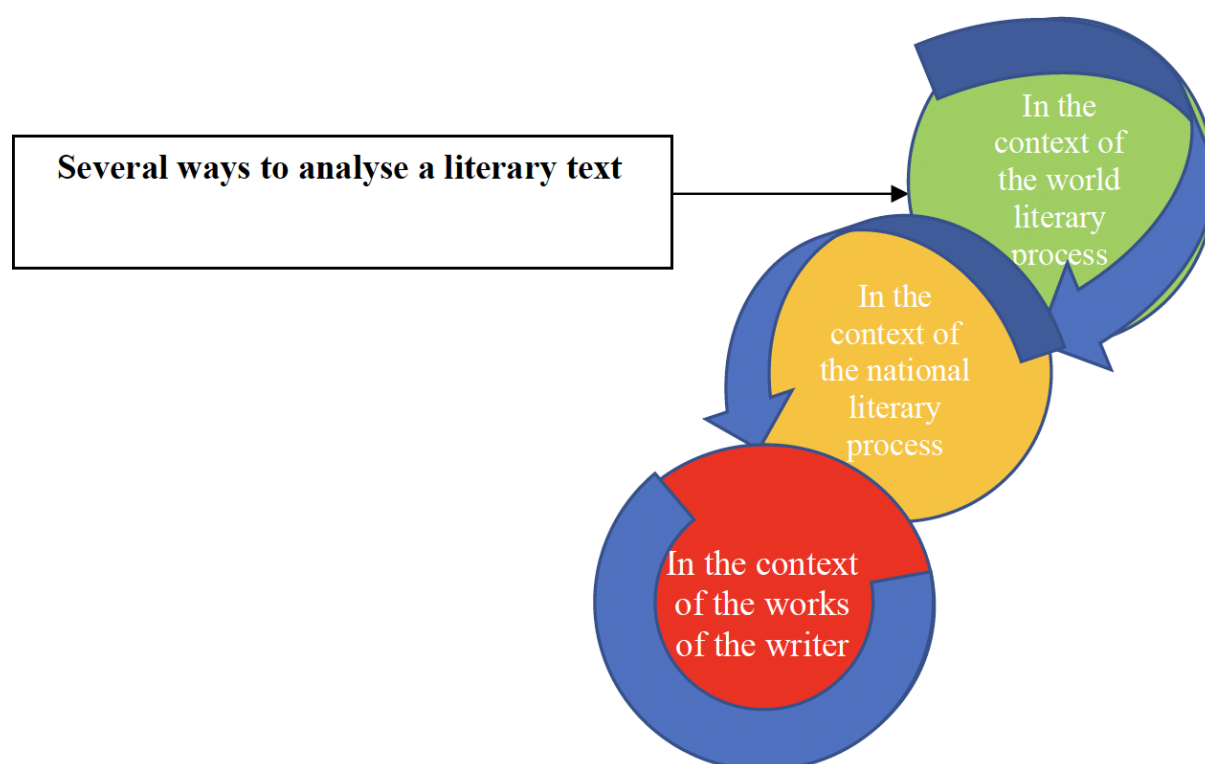 Several ways to analyse a literary text
In the
context of
the world
literary
process
In the
context of
the national
literary
process
In the context
of the works
of the writer